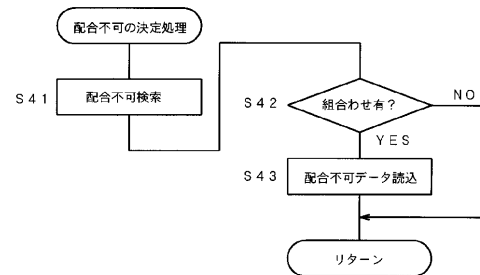 配合不可の決定処理
S41 配合不可検索
S42 組合わせ有? NO
YES
S43 配合不可データ読込
リターン